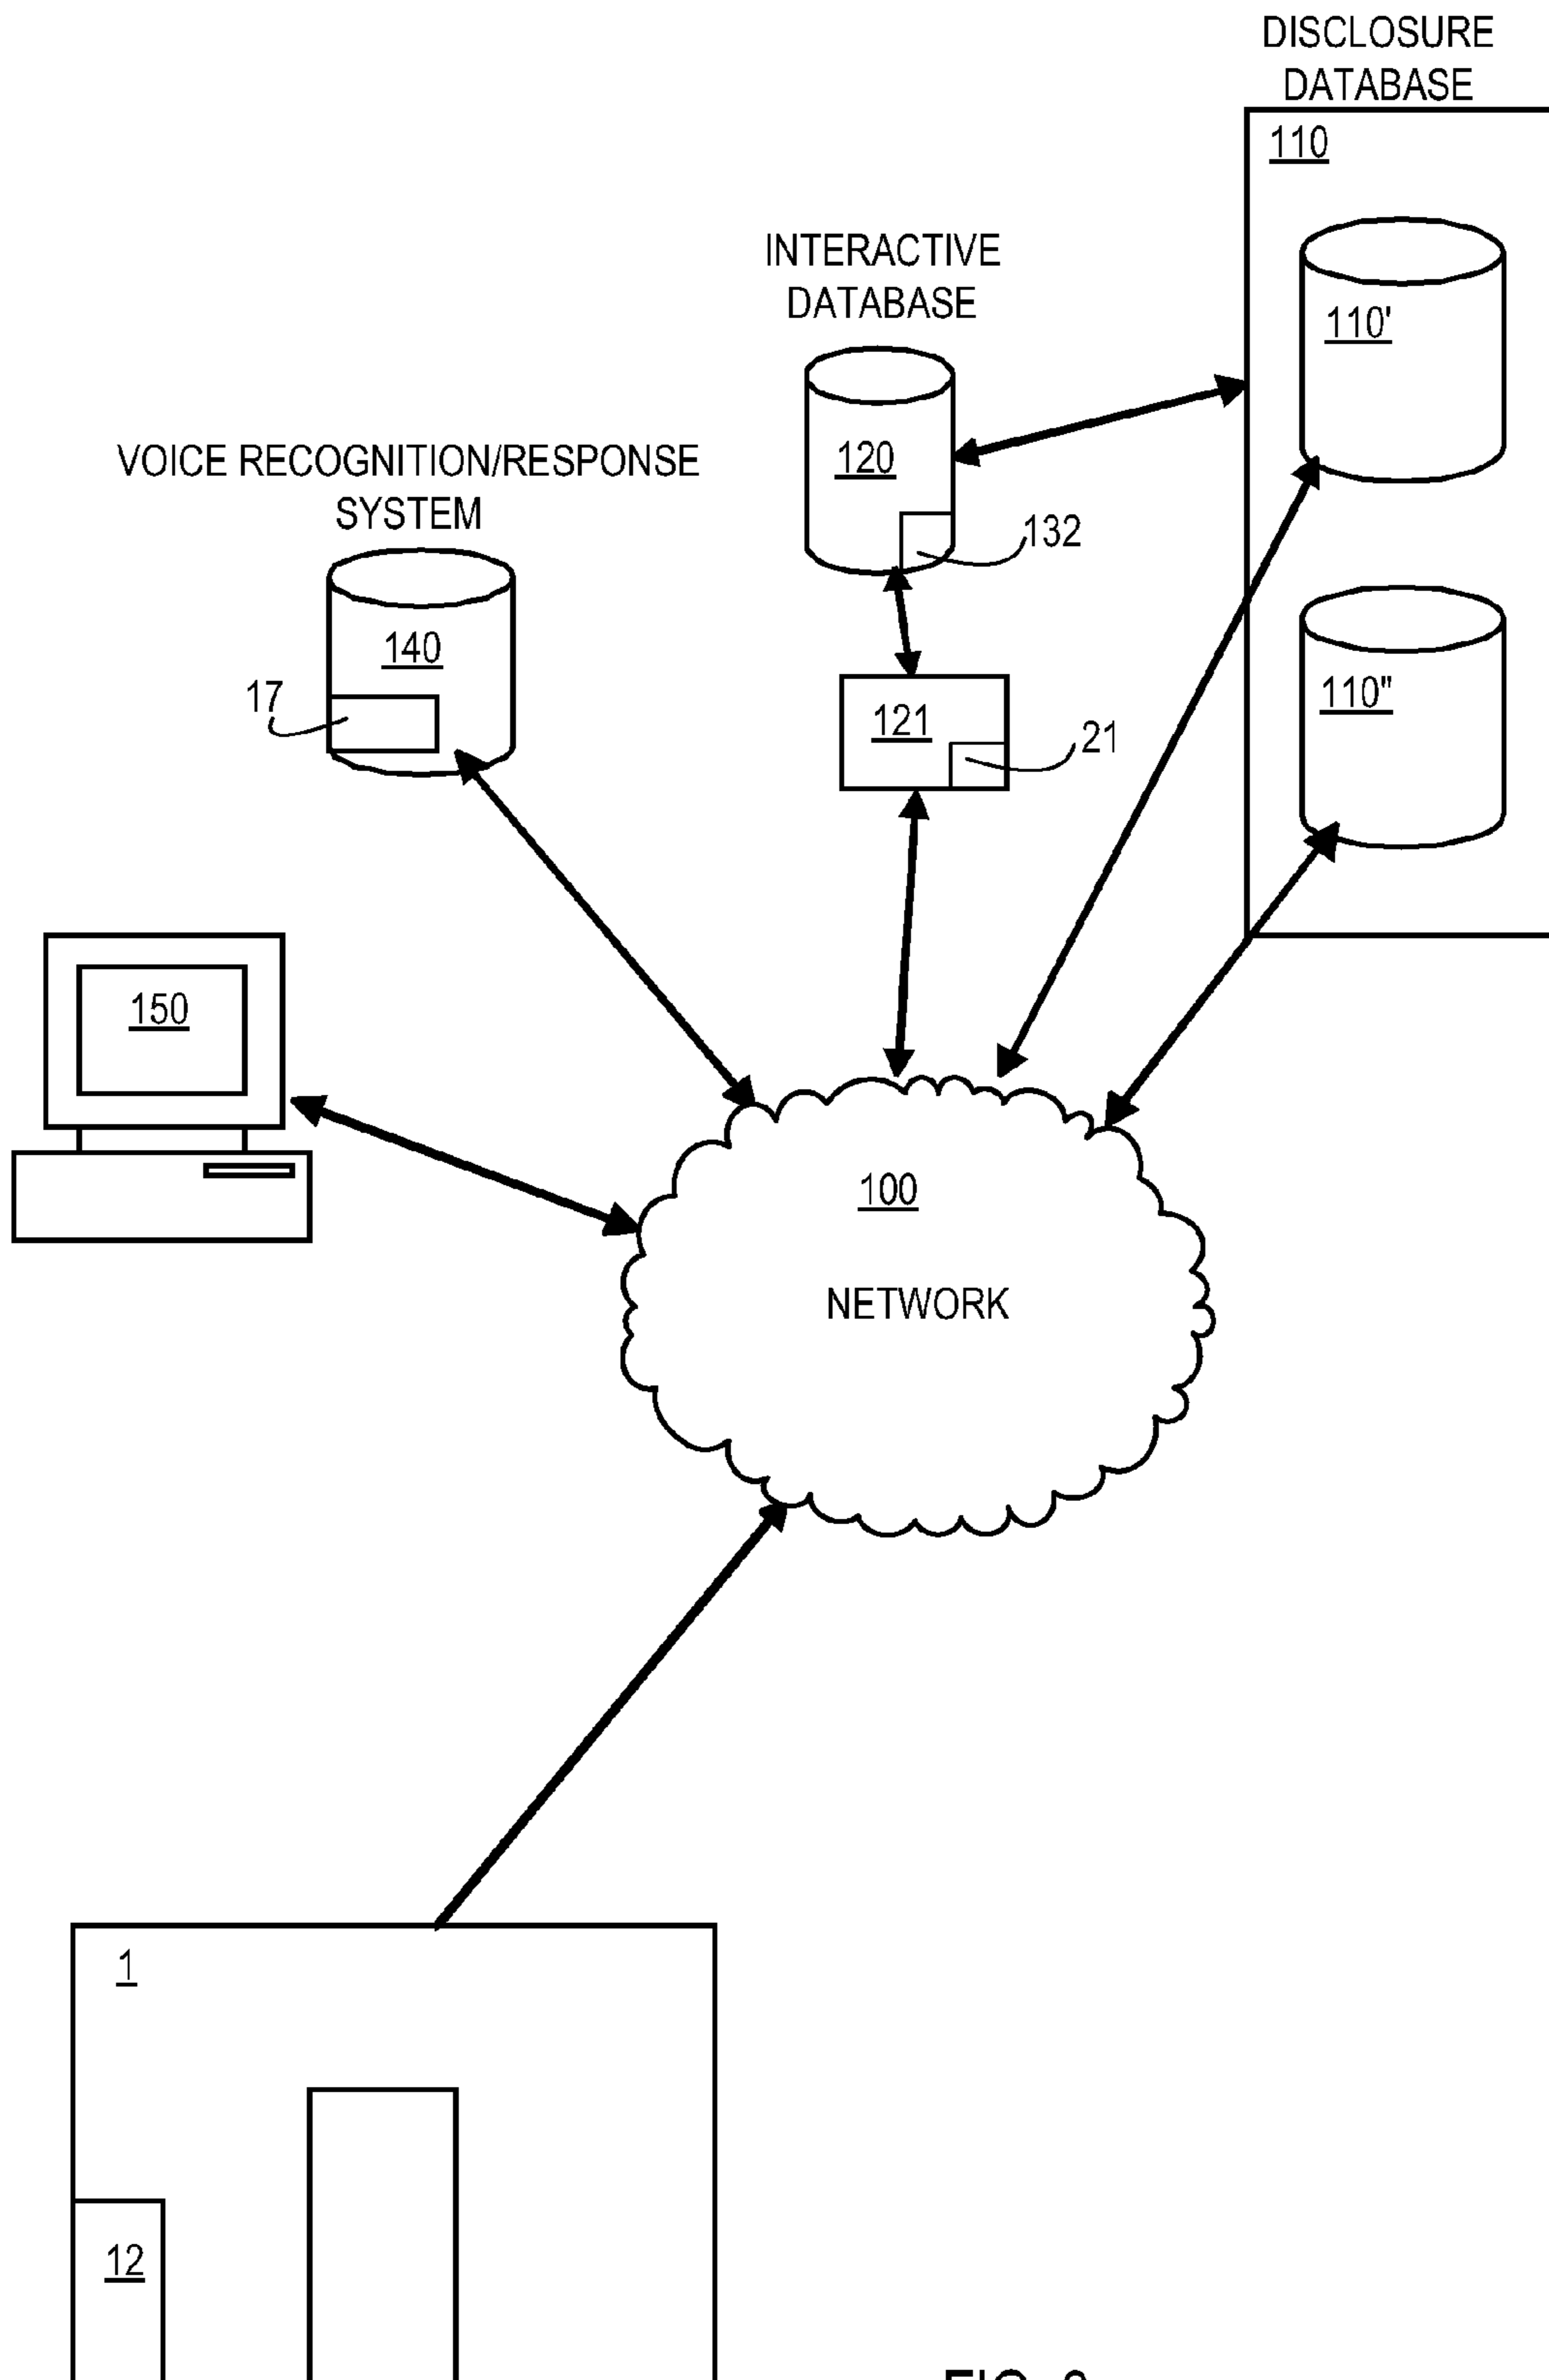 DISCLOSURE
DATABASE
110
110'
110"
INTERACTIVE
DATABASE
120
132
121
21
VOICE RECOGNITION/RESPONSE
SYSTEM
140
17
150
100
NETWORK
1
12